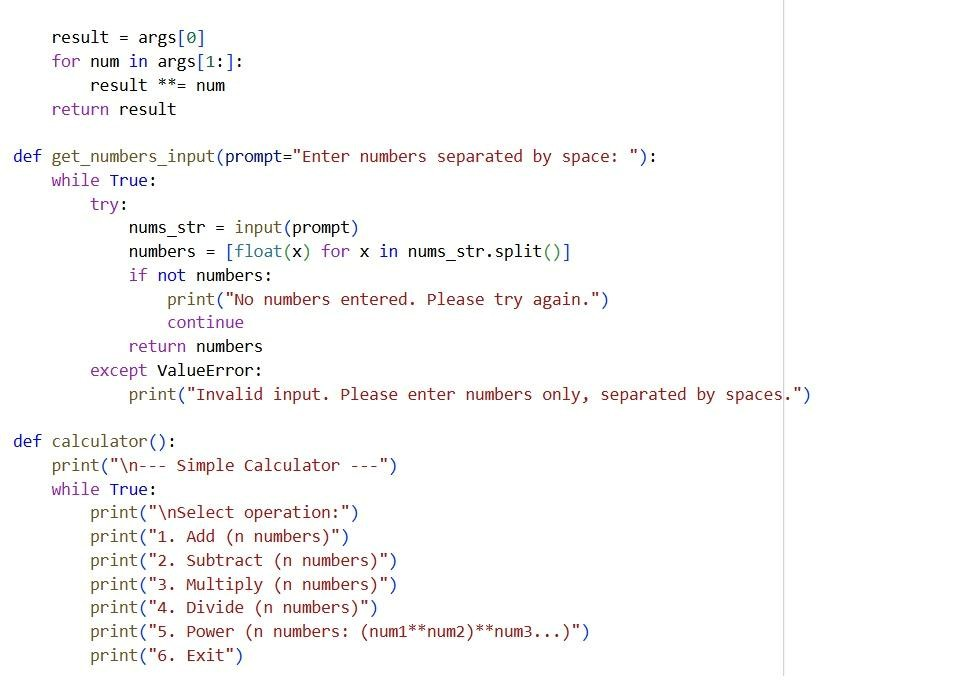 result = args[0]
    for num in args[1:]:
        result **= num
    return result

def get_numbers_input(prompt="Enter numbers separated by space: "):
    while True:
        try:
            nums_str = input(prompt)
            numbers = [float(x) for x in nums_str.split()]
            if not numbers:
                print("No numbers entered. Please try again.")
                continue
            return numbers
        except ValueError:
            print("Invalid input. Please enter numbers only, separated by spaces.")

def calculator():
    print("\n--- Simple Calculator ---")
    while True:
        print("\nSelect operation:")
        print("1. Add (n numbers)")
        print("2. Subtract (n numbers)")
        print("3. Multiply (n numbers)")
        print("4. Divide (n numbers)")
        print("5. Power (n numbers: (num1**num2)**num3...)")
        print("6. Exit")